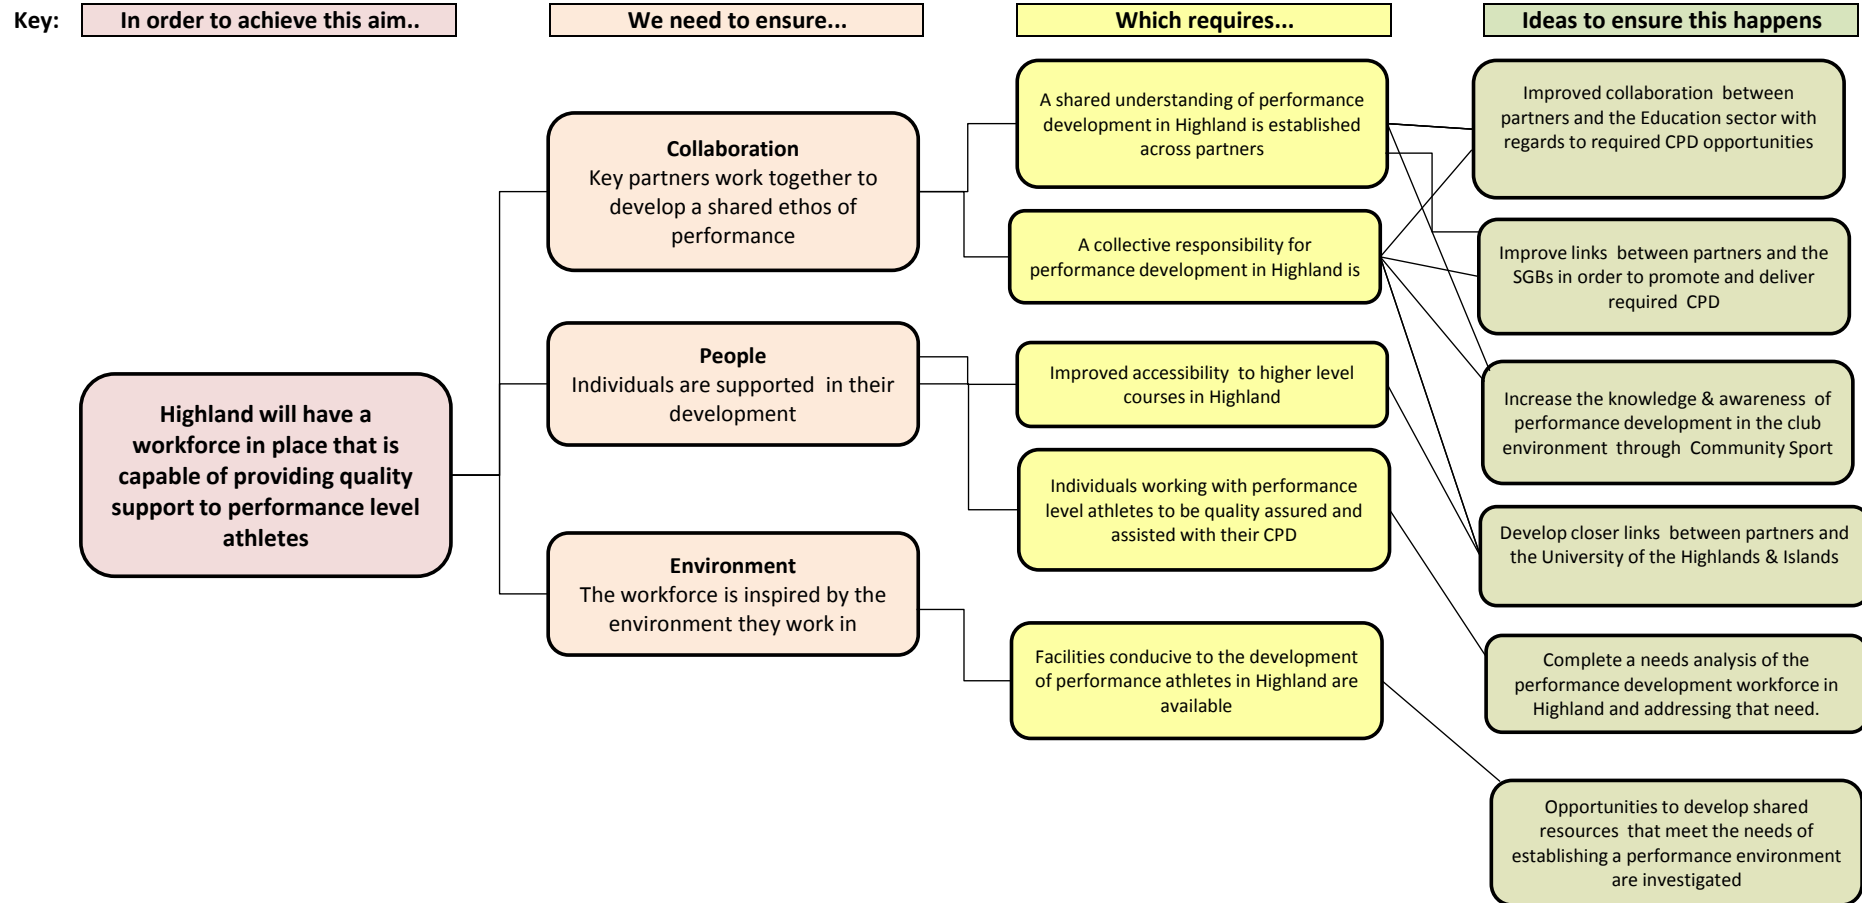 Key:
In order to achieve this aim..
We need to ensure...
Which requires...
Ideas to ensure this happens
Highland will have a
workforce in place that is
capable of providing quality
support to performance level
athletes
Collaboration
Key partners work together to
develop a shared ethos of
performance
People
Individuals are supported in their
development
Environment
The workforce is inspired by the
environment they work in
A shared understanding of performance
development in Highland is established
across partners
A collective responsibility for
performance development in Highland is
Improved accessibility to higher level
courses in Highland
Individuals working with performance
level athletes to be quality assured and
assisted with their CPD
Facilities conducive to the development
of performance athletes in Highland are
available
Improved collaboration between
partners and the Education sector with
regards to required CPD opportunities
Improve links between partners and the
SGBs in order to promote and deliver
required CPD
Increase the knowledge & awareness of
performance development in the club
environment through Community Sport
Develop closer links between partners and
the University of the Highlands & Islands
Complete a needs analysis of the
performance development workforce in
Highland and addressing that need.
Opportunities to develop shared
resources that meet the needs of
establishing a performance environment
are investigated